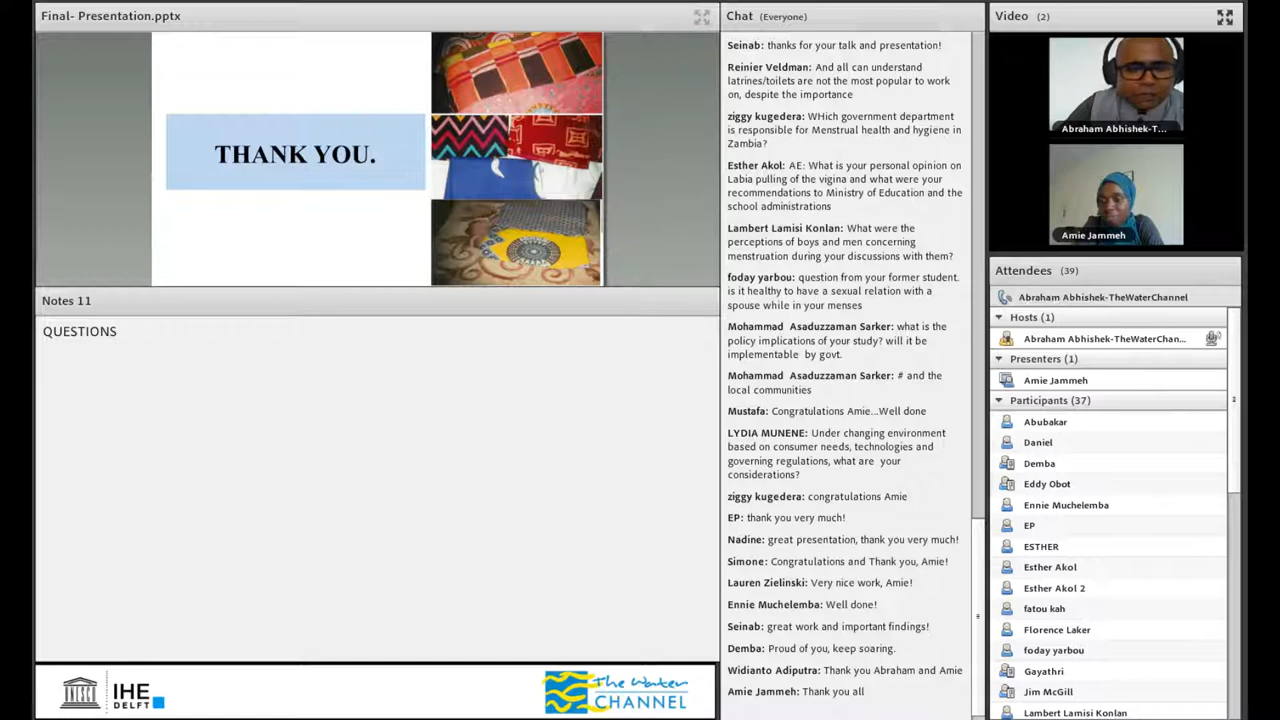 Final- Presentation.pptx
THANK YOU.
Notes 11
QUESTIONS
UNESCO
IHE
DELFT
The Water
CHANNEL
Chat (Everyone)
Seinab: thanks for your talk and presentation!
Reinier Veldman: And all can understand
latrines/toilets are not the most popular to work
on, despite the importance
ziggy kugedera: WHich government department
is responsible for Menstrual health and hygiene in
Zambia?
Esther Akol: AE: What is your personal opinion on
Labia pulling of the vigina and what were your
recommendations to Ministry of Education and the
school administrations
Lambert Lamisi Konlan: What were the
perceptions of boys and men concerning
menstruation during your discussions with them?
foday yarbou: question from your former student.
is it healthy to have a sexual relation with a
spouse while in your menses
Mohammad Asaduzzaman Sarker: what is the
policy implications of your study? will it be
implementable by govt.
Mohammad Asaduzzaman Sarker: # and the
local communities
Mustafa: Congratulations Amie...Well done
LYDIA MUNENE: Under changing environment
based on consumer needs, technologies and
governing regulations, what are your
considerations?
ziggy kugedera: congratulations Amie
EP: thank you very much!
Nadine: great presentation, thank you very much!
Simone: Congratulations and Thank you, Amie!
Lauren Zielinski: Very nice work, Amie!
Ennie Muchelemba: Well done!
Seinab: great work and important findings!
Demba: Proud of you, keep soaring.
Widianto Adiputra: Thank you Abraham and Amie
Amie Jammeh: Thank you all
Video (2)
Abraham Abhishek-T...
Amie Jammeh
Attendees (39)
Abraham Abhishek-TheWaterChannel
Hosts (1)
Abraham Abhishek-TheWaterChan...
Presenters (1)
Amie Jammeh
Participants (37)
Abubakar
Daniel
Demba
Eddy Obot
Ennie Muchelemba
EP
ESTHER
Esther Akol
Esther Akol 2
fatou kah
Florence Laker
foday yarbou
Gayathri
Jim McGill
Lambert Lamisi Konlan